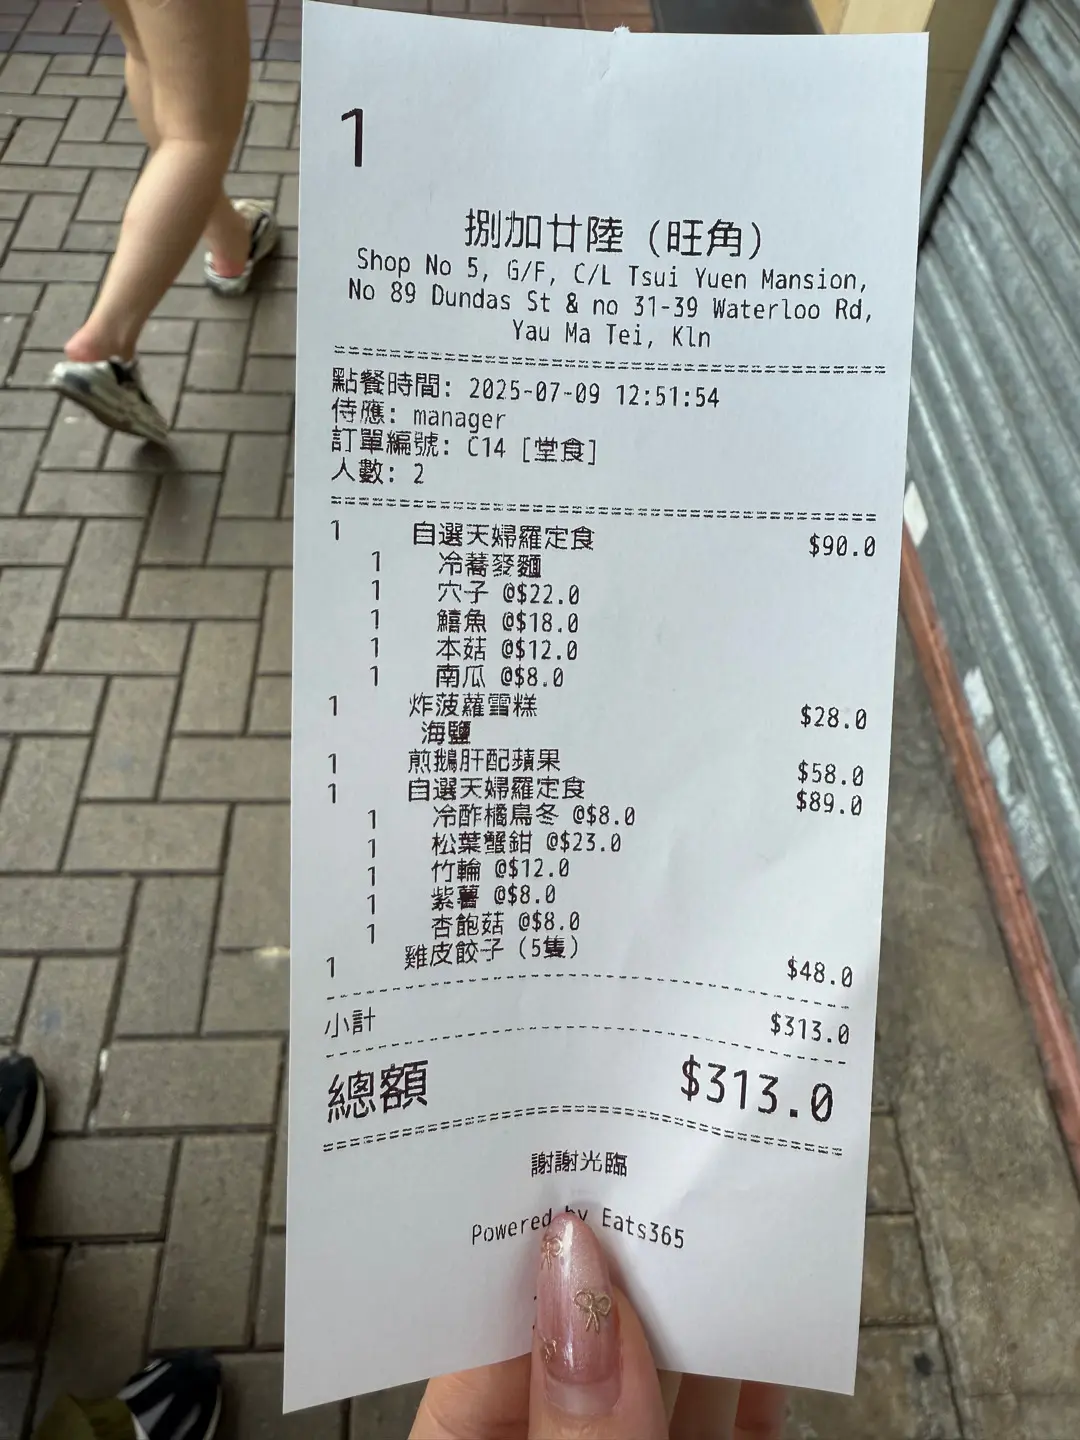 1
捌加廿陸 (旺角)
Shop No 5, G/F, C/L Tsui Yuen Mansion,
No 89 Dundas St & no 31-39 Waterloo Rd,
Yau Ma Tei, Kln
點餐時間: 2025-07-09 12:51:54
侍應: manager
訂單編號: C14 [堂食]
人數: 2
1 自選天婦羅定食 $90.0
1 冷蕎麥麵
1 穴子 @$22.0
1 鱚魚 @$18.0
1 本菇 @$12.0
1 南瓜 @$8.0
1 炸菠蘿雪糕 $28.0
海鹽
1 煎鵝肝配蘋果 $58.0
1 自選天婦羅定食 $89.0
1 冷酢橘烏冬 @$8.0
1 松葉蟹鉗 @$23.0
1 竹輪 @$12.0
1 紫薯 @$8.0
1 杏鮑菇 @$8.0
1 雞皮餃子 (5隻) $48.0
小計 $313.0
總額 $313.0
謝謝光臨
Powered by Eats365